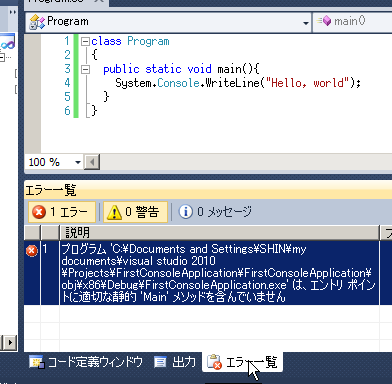 Program
main()
1 class Program
2 {
3 public static void main(){
4 System.Console.WriteLine("Hello, world");
5 }
6 }
100 %
エラー一覧
1 エラー 0 警告 0 メッセージ
説明
1 プログラム 'C:¥Documents and Settings¥SHIN¥my
documents¥visual studio 2010
¥Projects¥FirstConsoleApplication¥FirstConsoleApplication¥
obj¥x86¥Debug¥FirstConsoleApplication.exe' は、エントリ ポイン
トに適切な静的 'Main' メソッドを含んでいません
コード定義ウィンドウ 出力 エラー一覧